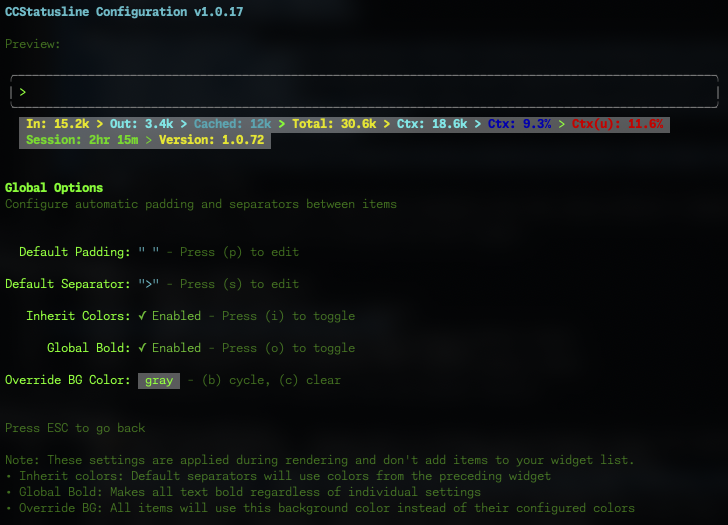 CCStatusline Configuration v1.0.17
Preview:
>
In: 15.2k > Out: 3.4k > Cached: 12k > Total: 30.6k > Ctx: 18.6k > Ctx: 9.3% > Ctx(u): 11.6%
Session: 2hr 15m > Version: 1.0.72
Global Options
Configure automatic padding and separators between items
Default Padding: " " - Press (p) to edit
Default Separator: ">" - Press (s) to edit
Inherit Colors: ✓ Enabled - Press (i) to toggle
Global Bold: ✓ Enabled - Press (o) to toggle
Override BG Color: gray - (b) cycle, (c) clear
Press ESC to go back
Note: These settings are applied during rendering and don't add items to your widget list.
• Inherit colors: Default separators will use colors from the preceding widget
• Global Bold: Makes all text bold regardless of individual settings
• Override BG: All items will use this background color instead of their configured colors